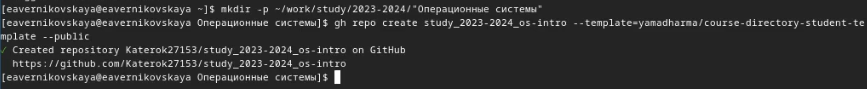 [eavernikovskaya@eavernikovskaya ~]$ mkdir -p ~/work/study/2023-2024/"Операционные системы"
[eavernikovskaya@eavernikovskaya Операционные системы]$ gh repo create study_2023-2024_os-intro --template=yamadharma/course-directory-student-te
mplate --public
✓ Created repository Katerok27153/study_2023-2024_os-intro on GitHub
https://github.com/Katerok27153/study_2023-2024_os-intro
[eavernikovskaya@eavernikovskaya Операционные системы]$